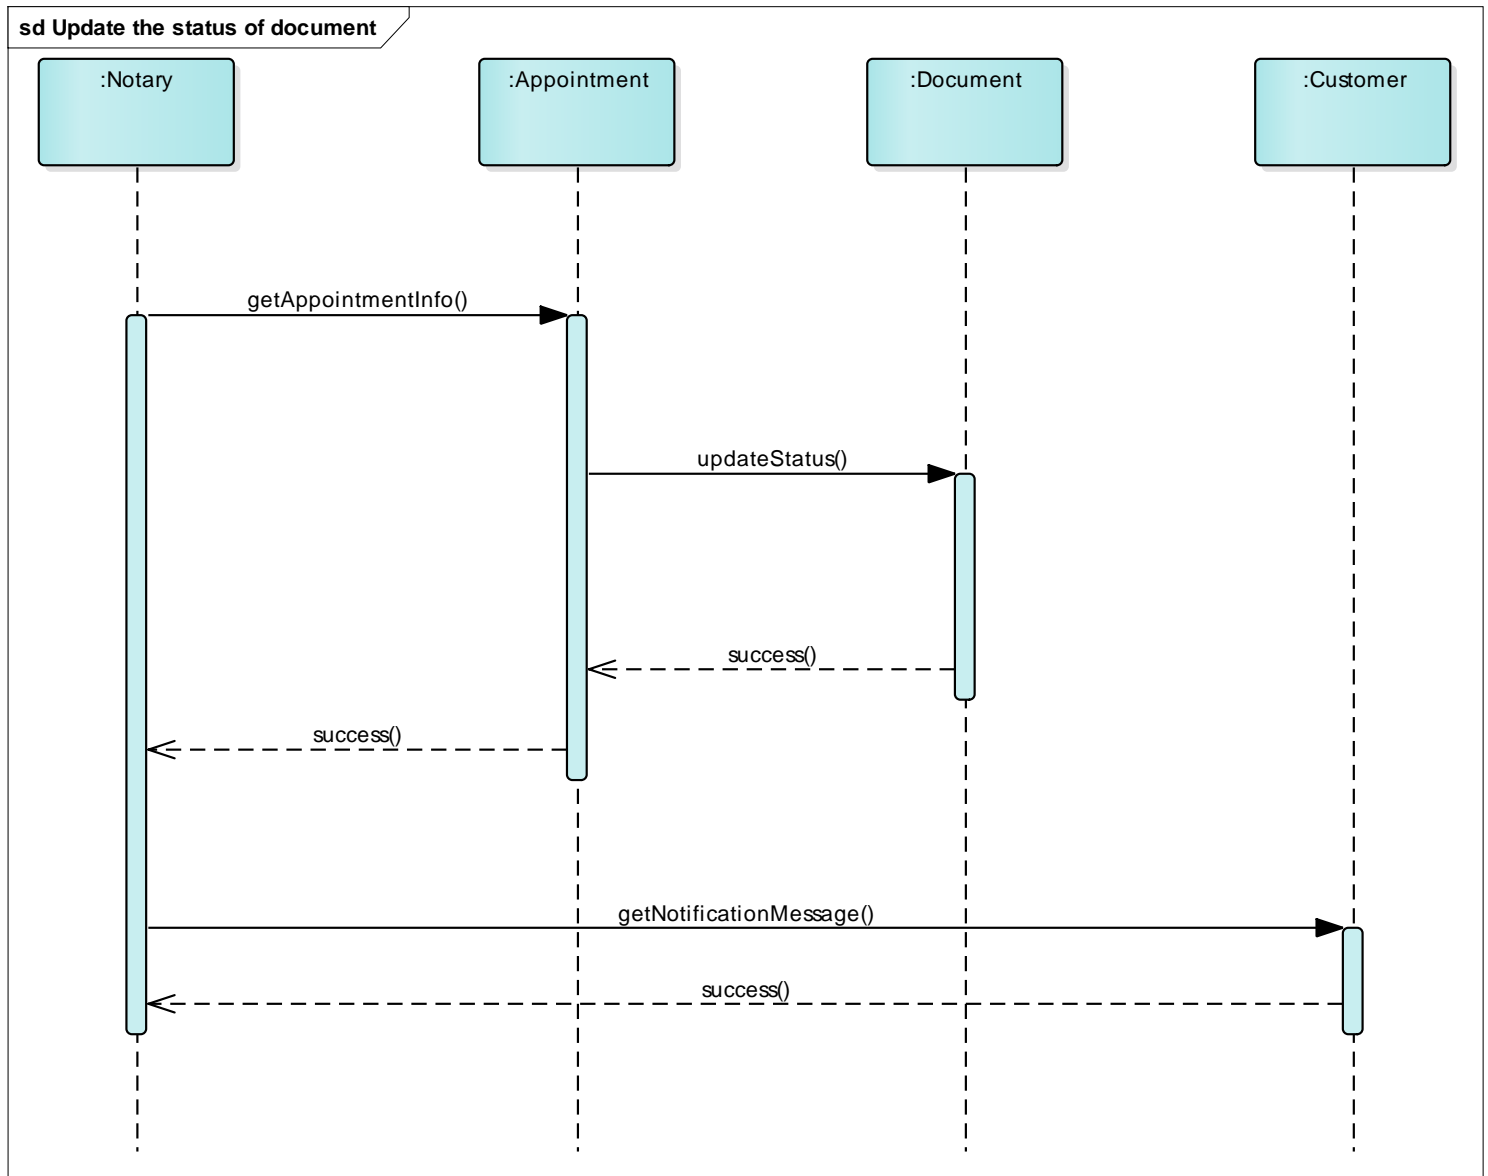 sd Update the status of document
:Notary
:Appointment
:Document
:Customer
getAppointmentInfo()
updateStatus()
success()
success()
getNotificationMessage()
success()